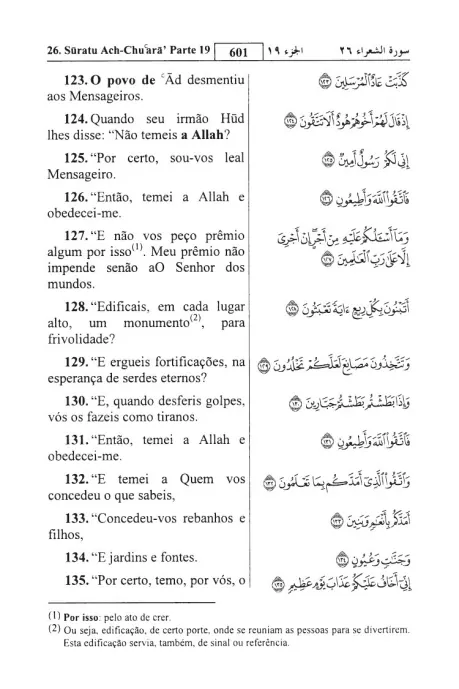 26. Sūratu Ach-Chuᶜarā’ Parte 19 601 الجزء ١٩ سورة الشعراء ٢٦
123. O povo de ᶜĀd desmentiu
aos Mensageiros.
كَذَّبَتْ عَادٌ ٱلْمُرْسَلِينَ ١٢٣
124. Quando seu irmão Hūd
lhes disse: “Não temeis a Allah?
إِذْ قَالَ لَهُمْ أَخُوهُمْ هُودٌ أَلَا تَتَّقُونَ ١٢٤
125. “Por certo, sou-vos leal
Mensageiro.
إِنِّى لَكُمْ رَسُولٌ أَمِينٌ ١٢٥
126. “Então, temei a Allah e
obedecei-me.
فَٱتَّقُوا۟ ٱللَّهَ وَأَطِيعُونِ ١٢٦
127. “E não vos peço prêmio
algum por isso(1). Meu prêmio não
impende senão aO Senhor dos
mundos.
وَمَآ أَسْـَٔلُكُمْ عَلَيْهِ مِنْ أَجْرٍ إِنْ أَجْرِىَ
إِلَّا عَلَىٰ رَبِّ ٱلْعَـٰلَمِينَ ١٢٧
128. “Edificais, em cada lugar
alto, um monumento(2), para
frivolidade?
أَتَبْنُونَ بِكُلِّ رِيعٍ ءَايَةً تَعْبَثُونَ ١٢٨
129. “E ergueis fortificações, na
esperança de serdes eternos?
وَتَتَّخِذُونَ مَصَانِعَ لَعَلَّكُمْ تَخْلُدُونَ ١٢٩
130. “E, quando desferis golpes,
vós os fazeis como tiranos.
وَإِذَا بَطَشْتُم بَطَشْتُمْ جَبَّارِينَ ١٣٠
131. “Então, temei a Allah e
obedecei-me.
فَٱتَّقُوا۟ ٱللَّهَ وَأَطِيعُونِ ١٣١
132. “E temei a Quem vos
concedeu o que sabeis,
وَٱتَّقُوا۟ ٱلَّذِىٓ أَمَدَّكُم بِمَا تَعْلَمُونَ ١٣٢
133. “Concedeu-vos rebanhos e
filhos,
أَمَدَّكُم بِأَنْعَـٰمٍ وَبَنِينَ ١٣٣
134. “E jardins e fontes.
وَجَنَّـٰتٍ وَعُيُونٍ ١٣٤
135. “Por certo, temo, por vós, o
إِنِّىٓ أَخَافُ عَلَيْكُمْ عَذَابَ يَوْمٍ عَظِيمٍ ١٣٥
(1) Por isso: pelo ato de crer.
(2) Ou seja, edificação, de certo porte, onde se reuniam as pessoas para se divertirem.
Esta edificação servia, também, de sinal ou referência.